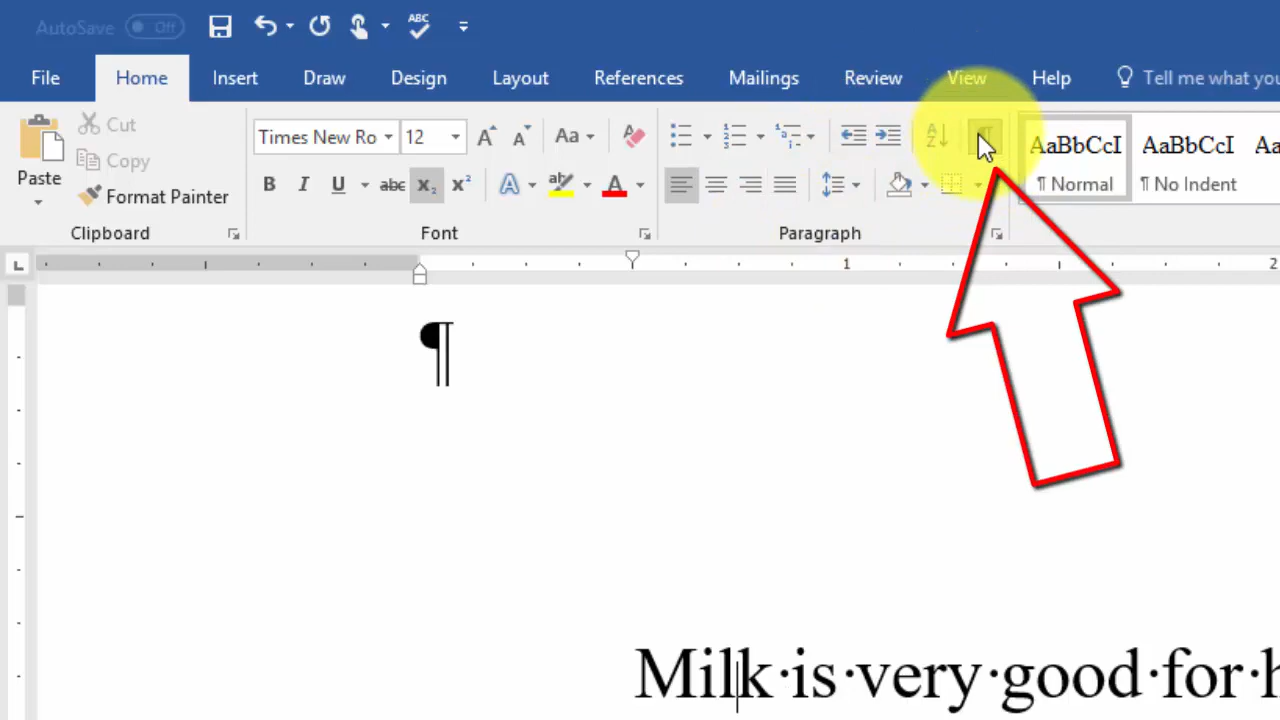 AutoSave Off ABC
File Home Insert Draw Design Layout References Mailings Review View Help Tell me what you
Paste Cut Copy Format Painter
Times New Ro 12 A A Aa A
B I U abc X₂ X² A A
A Z ¶
AaBbCcI AaBbCcI Aa
¶ Normal ¶ No Indent
Clipboard Font Paragraph
L 1 2
¶
Milk·is·very·good·for·h